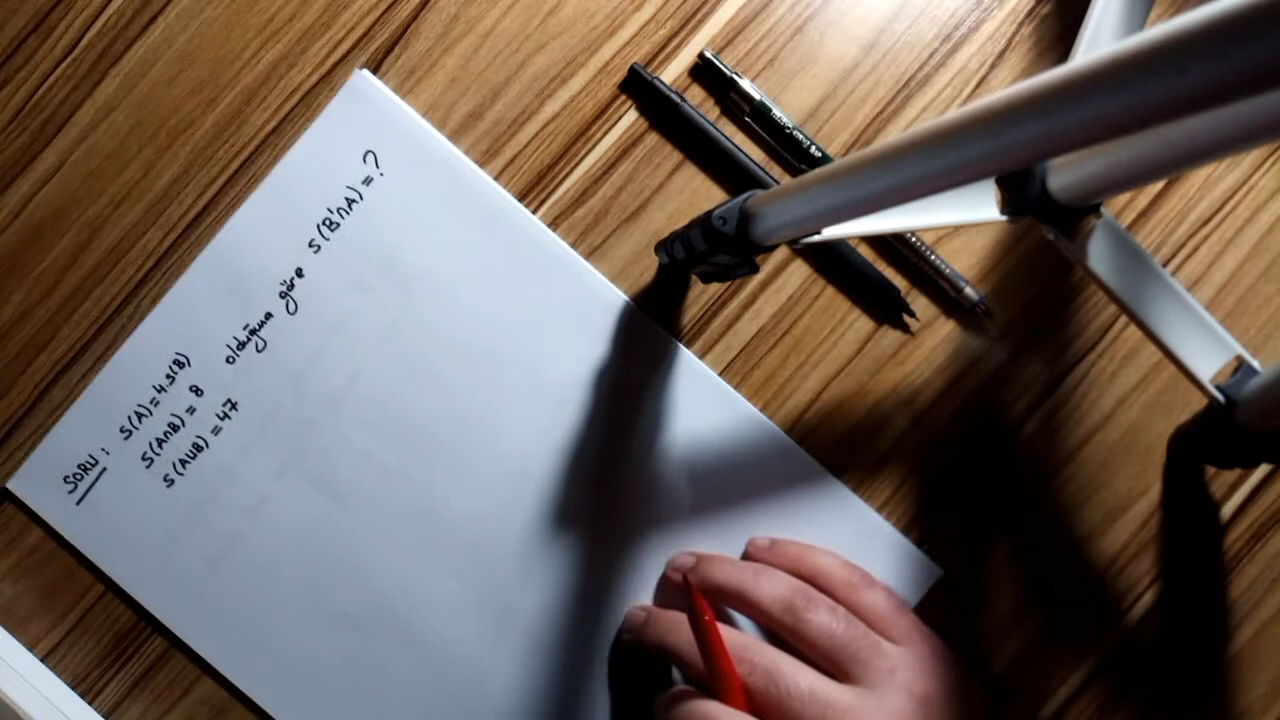 SORU : S(A) = 4.S(B)
S(A∩B) = 8 olduğuna göre S(B'∩A) = ?
S(A∪B) = 47